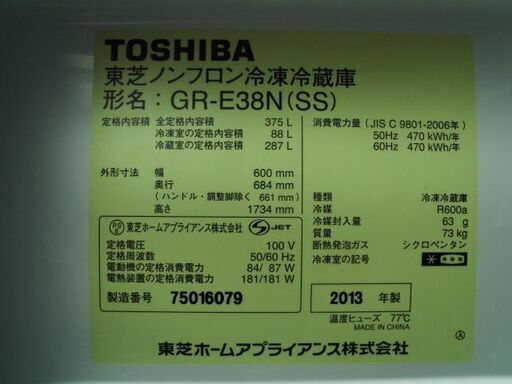 TOSHIBA
東芝ノンフロン冷凍冷蔵庫
形名：GR-E38N(SS)
定格内容積 全定格内容積 375 L
冷凍室の定格内容積 88 L
冷蔵室の定格内容積 287 L
消費電力量（JIS C 9801-2006年）
50Hz 470 kWh/年
60Hz 470 kWh/年
外形寸法 幅 600 mm
奥行 684 mm
（ハンドル・調整脚除く 661 mm）
高さ 1734 mm
種類 冷凍冷蔵庫
冷媒 R600a
冷媒封入量 63 g
質量 73 kg
断熱発泡ガス シクロペンタン
冷凍室の記号
PS E 東芝ホームアプライアンス株式会社 JET
定格電圧 100 V
定格周波数 50/60 Hz
電動機の定格消費電力 84/ 87 W
電熱装置の定格消費電力 181/181 W
製造番号 75016079
2013 年製
温度ヒューズ 77℃
MADE IN CHINA
東芝ホームアプライアンス株式会社
A